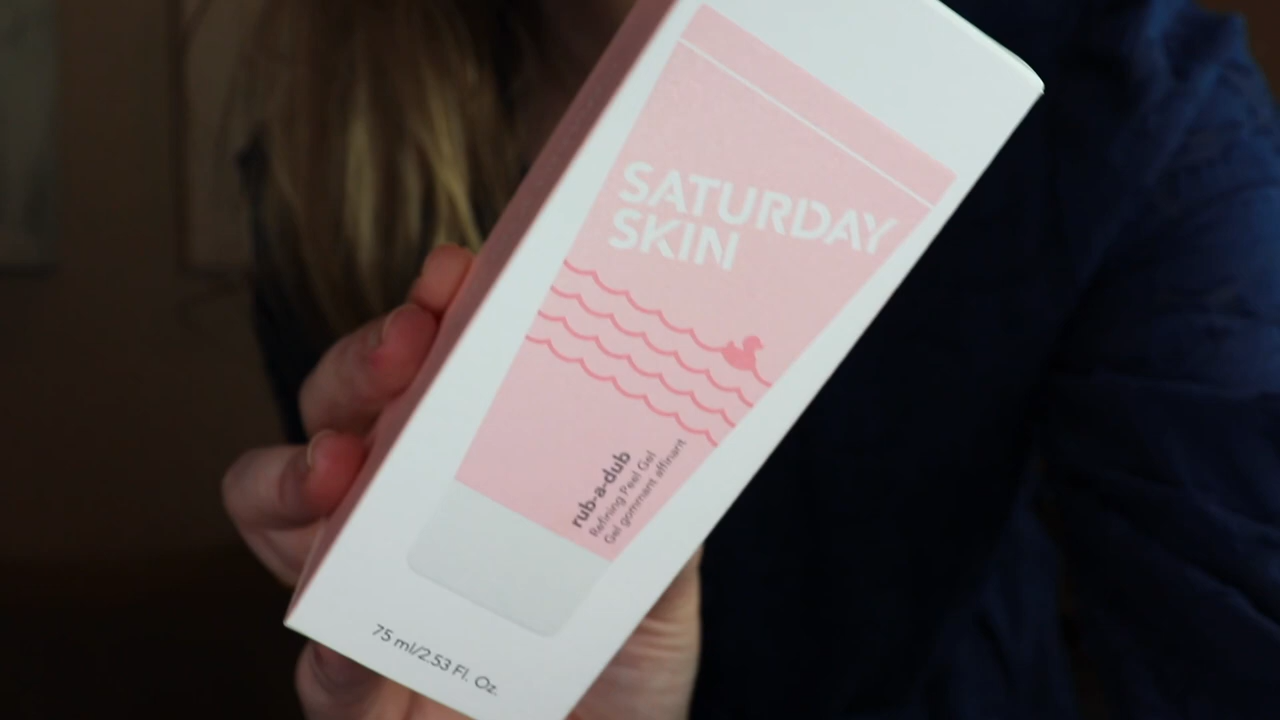 SATURDAY
SKIN
rub-a-dub
Refining Peel Gel
Gel gommant affinant
75 ml/2.53 Fl. Oz.